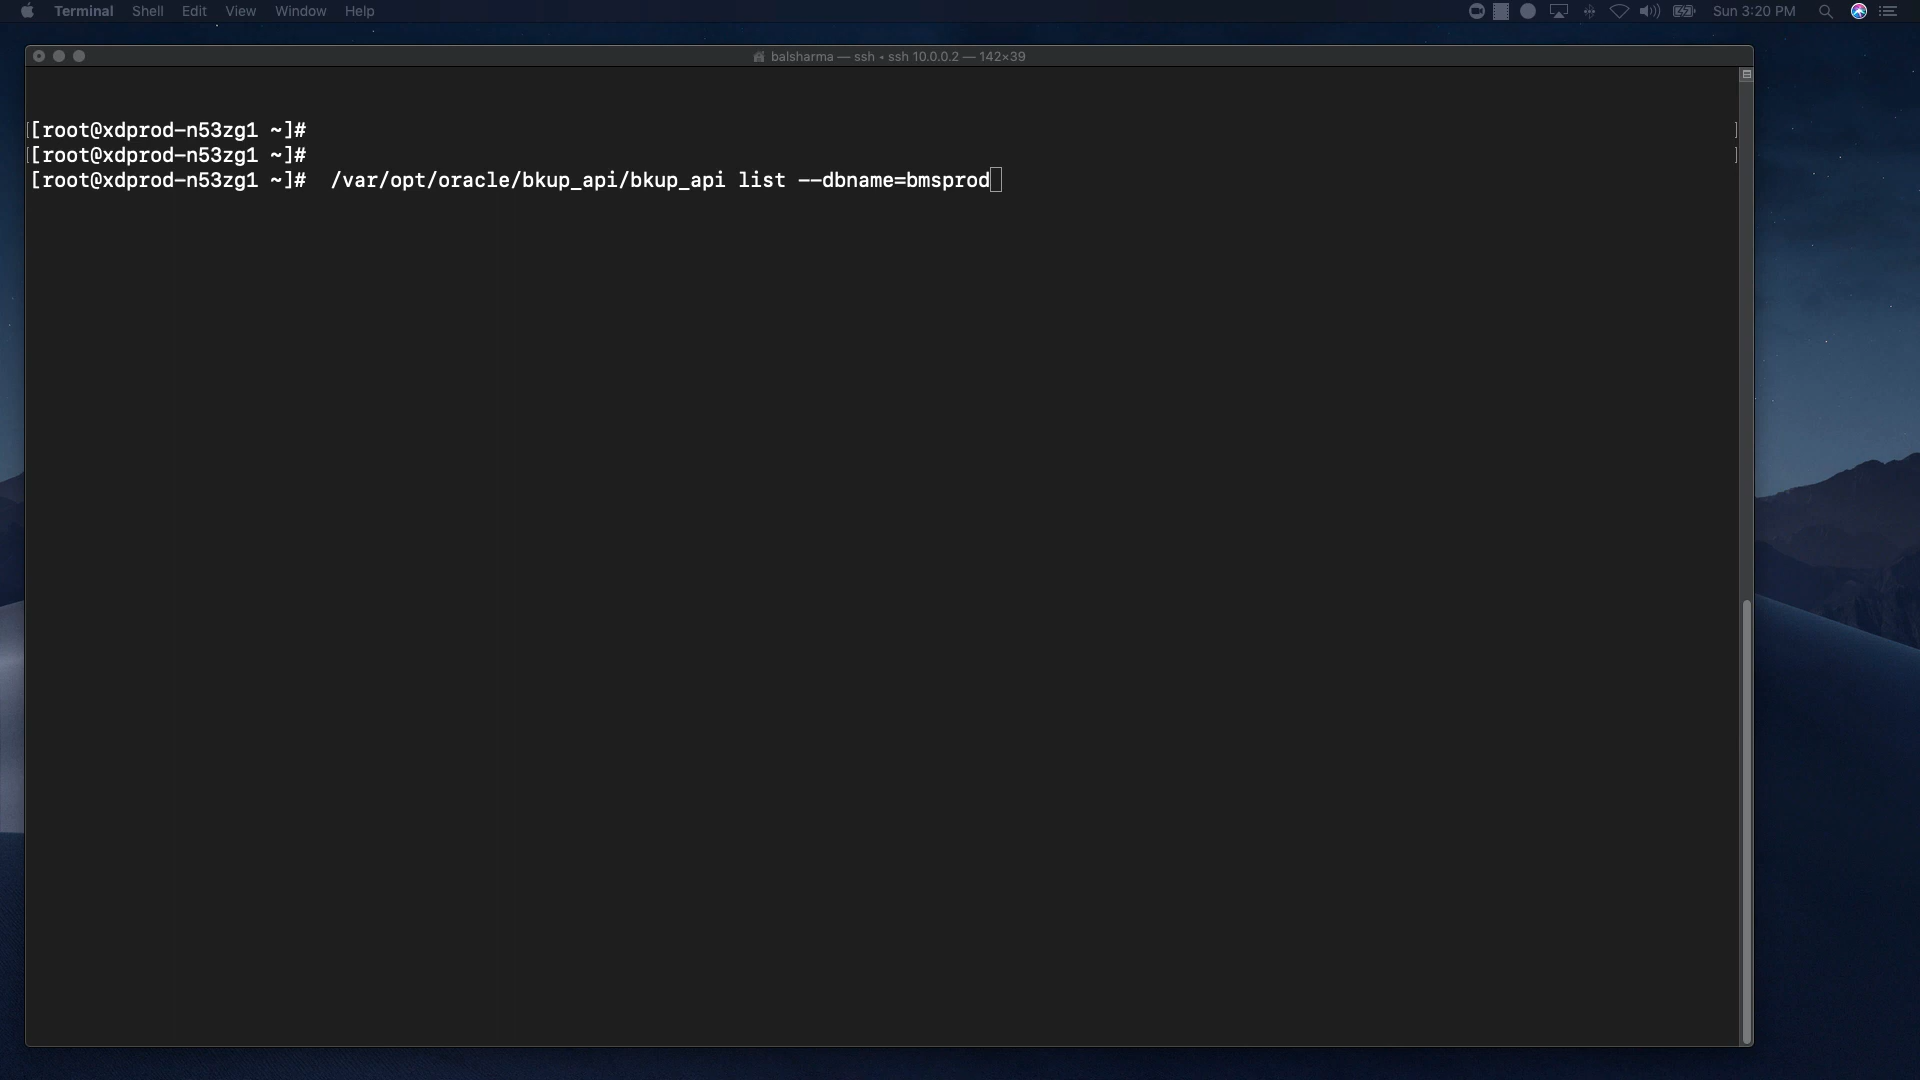 Terminal Shell Edit View Window Help Sun 3:20 PM
balsharma — ssh • ssh 10.0.0.2 — 142×39
[[root@xdprod-n53zg1 ~]# ]
[[root@xdprod-n53zg1 ~]# ]
[root@xdprod-n53zg1 ~]#  /var/opt/oracle/bkup_api/bkup_api list --dbname=bmsprod